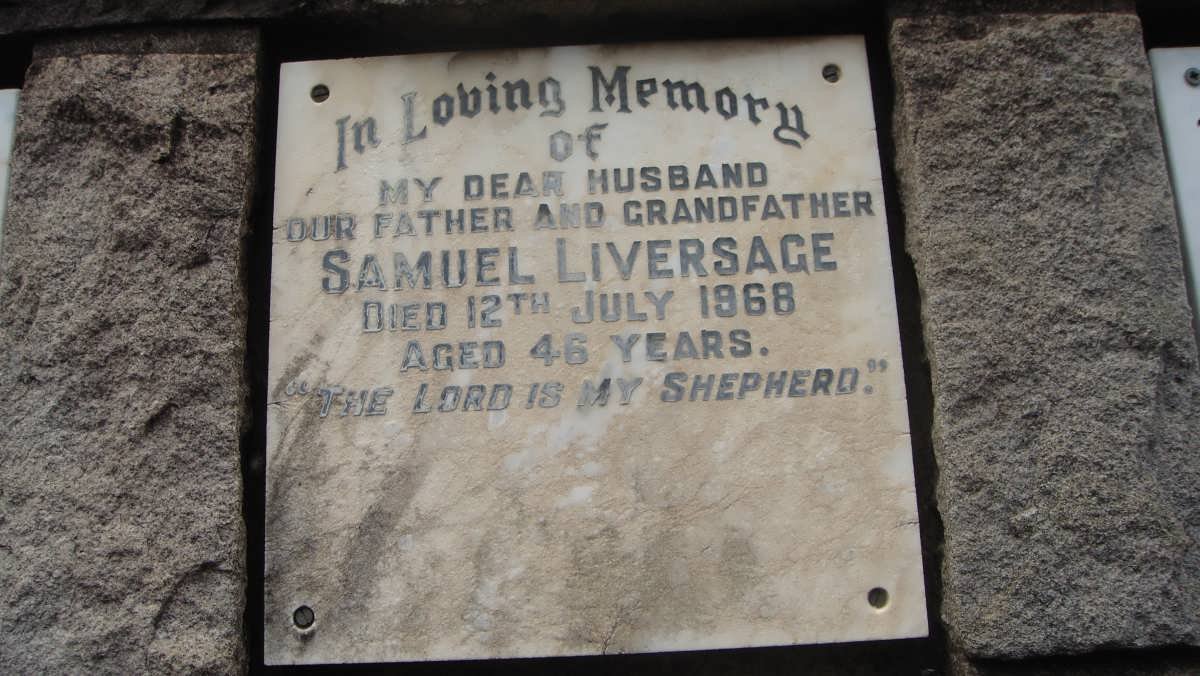 In Loving Memory
of
MY DEAR HUSBAND
OUR FATHER AND GRANDFATHER
SAMUEL LIVERSAGE
DIED 12TH JULY 1968
AGED 46 YEARS.
"THE LORD IS MY SHEPHERD."